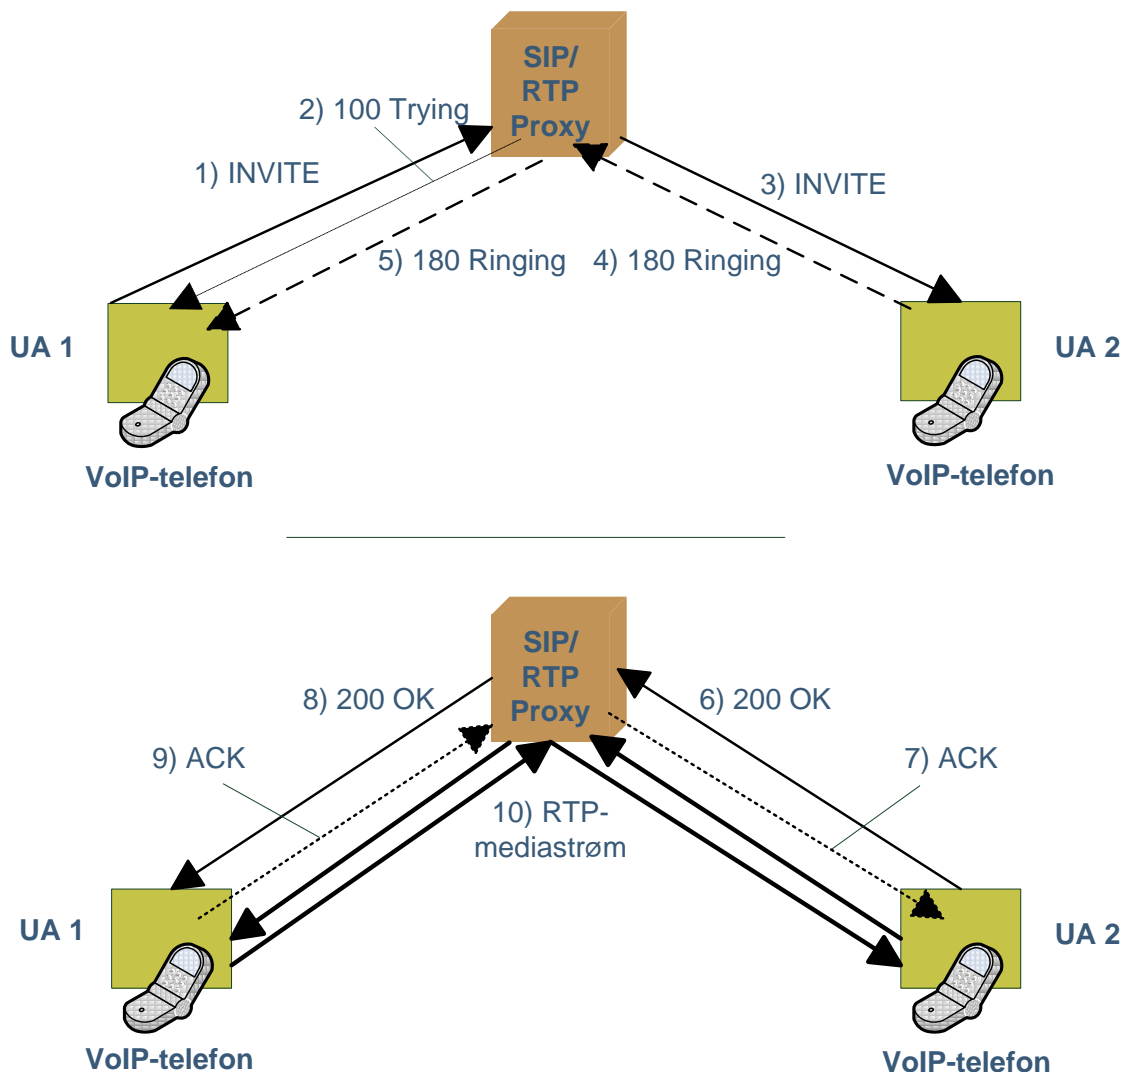 SIP/
RTP
Proxy
2) 100 Trying
1) INVITE
3) INVITE
5) 180 Ringing
4) 180 Ringing
UA 1
UA 2
VoIP-telefon
VoIP-telefon
SIP/
RTP
Proxy
8) 200 OK
6) 200 OK
9) ACK
7) ACK
10) RTP-
mediastrøm
UA 1
UA 2
VoIP-telefon
VoIP-telefon